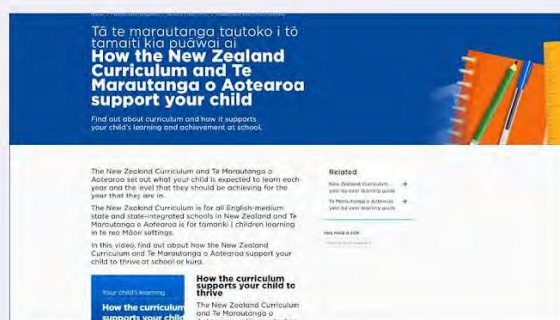 Tā te marautanga tautoko i tō
tamaiti kia puāwai ai
How the New Zealand
Curriculum and Te
Marautanga o Aotearoa
support your child
Find out about curriculum and how it supports
your child's learning and achievement at school.
The New Zealand Curriculum and Te Marautanga o
Aotearoa set out what your child is expected to learn each
year and the level that they should be achieving for the
year that they are in.
The New Zealand Curriculum is for all English-medium
state and state-integrated schools in New Zealand and Te
Marautanga o Aotearoa is for tamariki | children learning
in te reo Māori settings.
In this video, find out about how the New Zealand
Curriculum and Te Marautanga o Aotearoa support your
child to thrive at school or kura.
Related
New Zealand Curriculum
year-by-year learning guide
Te Marautanga o Aotearoa
year-by-year learning guide
THIS PAGE IS FOR
Your child's learning
How the curriculum
supports your child
How the curriculum
supports your child to
thrive
The New Zealand Curriculum
and Te Marautanga o